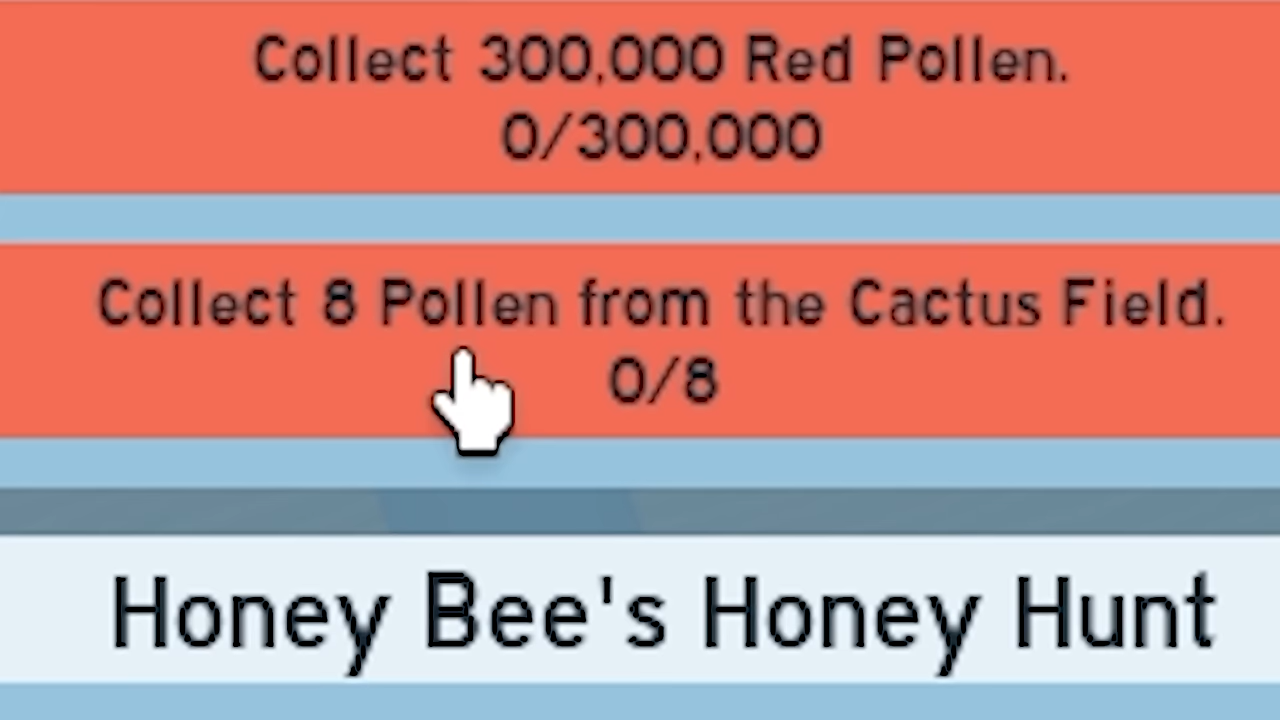 Collect 300,000 Red Pollen.
0/300,000
Collect 8 Pollen from the Cactus Field.
0/8
Honey Bee's Honey Hunt